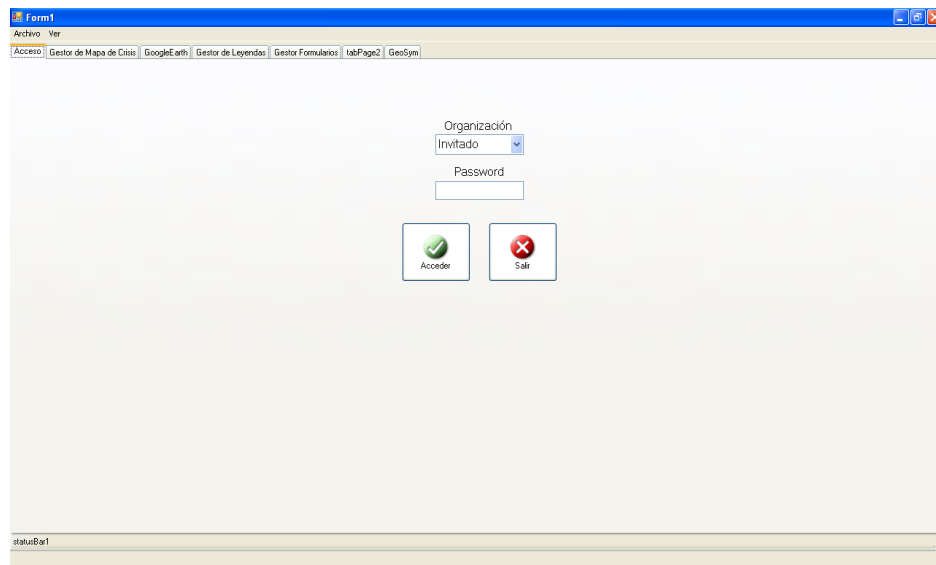 Form1
Archivo Ver
Acceso Gestor de Mapa de Crisis GoogleEarth Gestor de Leyendas Gestor Formularios tabPage2 GeoSym
Organización
Invitado
Password
Acceder Salir
statusBar1